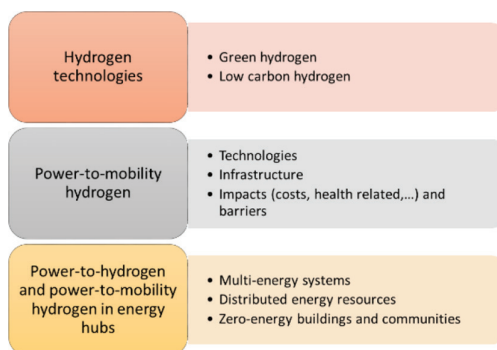 Hydrogen
technologies
• Green hydrogen
• Low carbon hydrogen
Power-to-mobility
hydrogen
• Technologies
• Infrastructure
• Impacts (costs, health related,...) and
barriers
Power-to-hydrogen
and power-to-mobility
hydrogen in energy
hubs
• Multi-energy systems
• Distributed energy resources
• Zero-energy buildings and communities